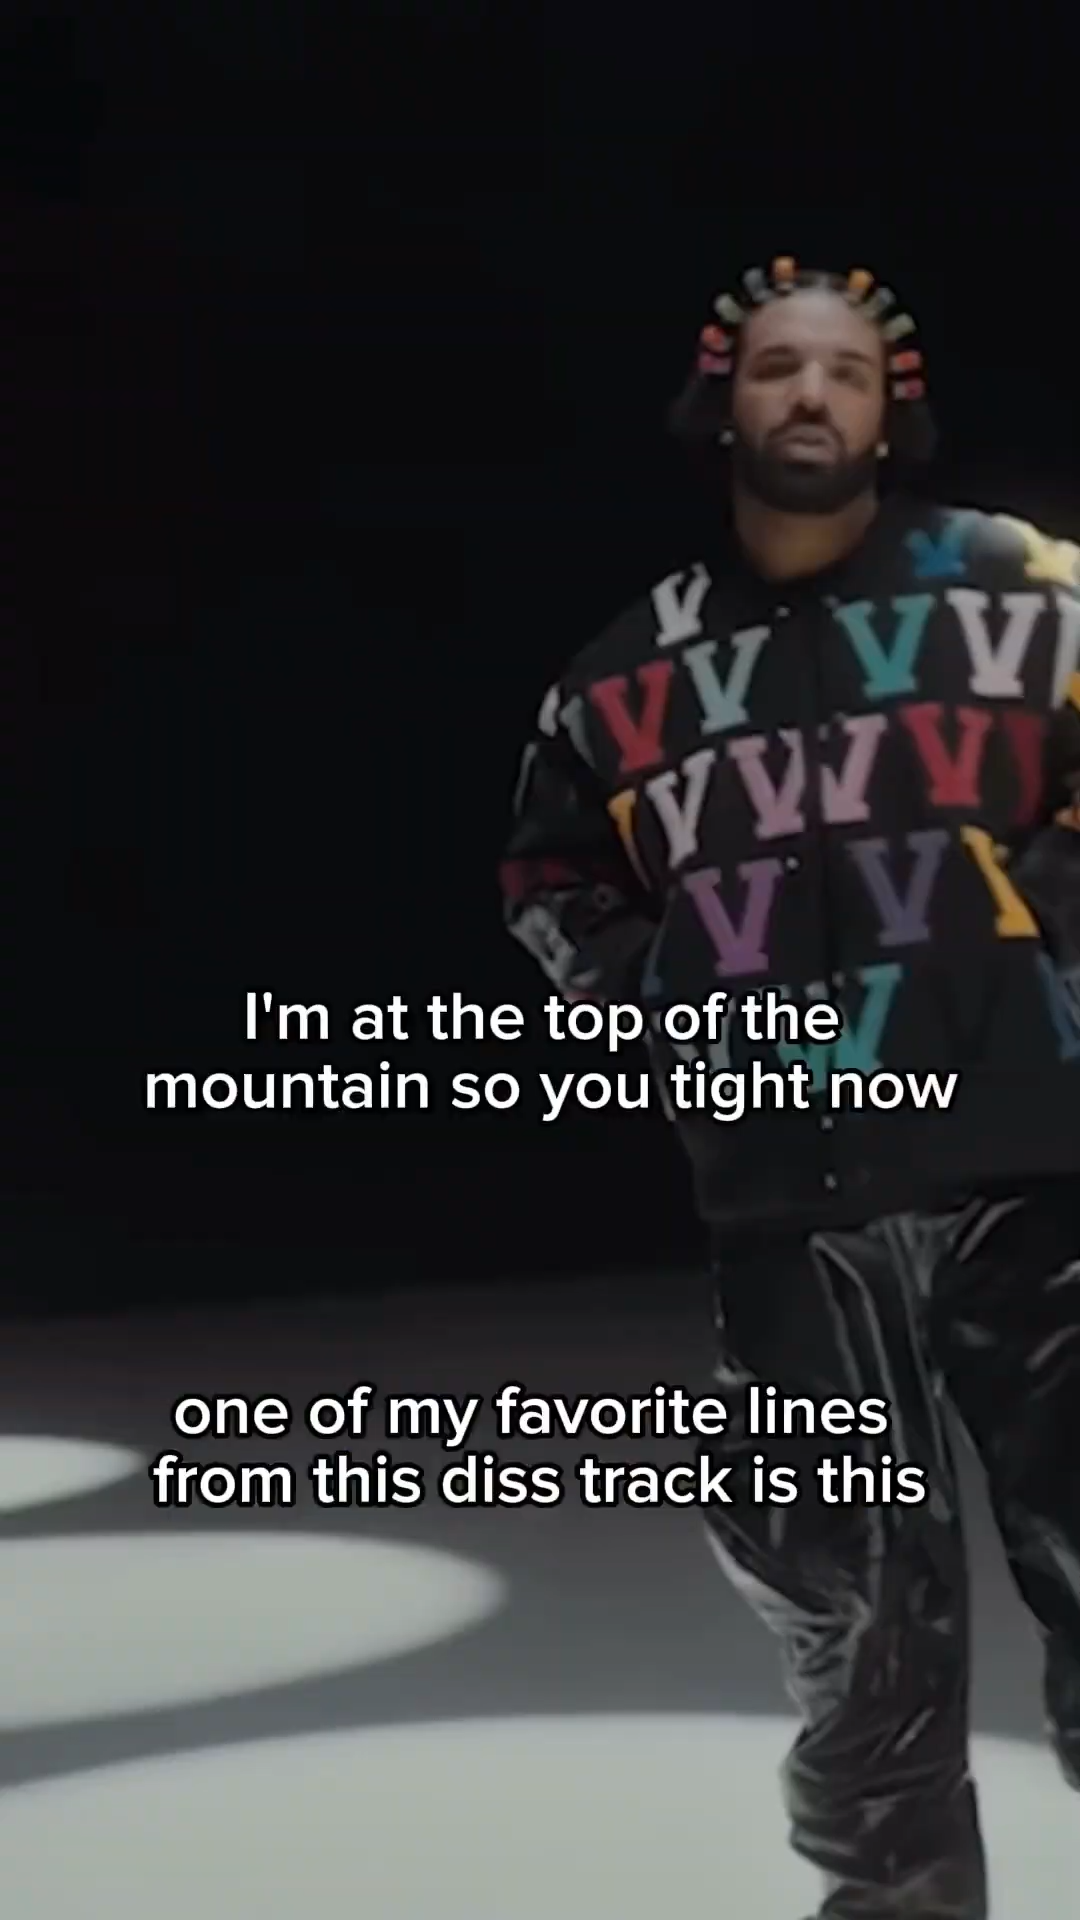 I'm at the top of the
mountain so you tight now
one of my favorite lines
from this diss track is this